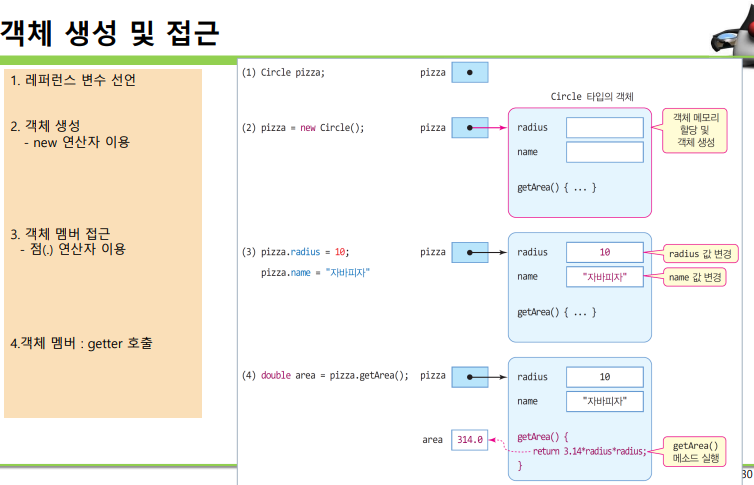 객체 생성 및 접근
1. 레퍼런스 변수 선언
2. 객체 생성
- new 연산자 이용
3. 객체 멤버 접근
- 점(.) 연산자 이용
4.객체 멤버 : getter 호출
(1) Circle pizza;
pizza
Circle 타입의 객체
(2) pizza = new Circle();
pizza
radius
name
getArea() { ... }
객체 메모리
할당 및
객체 생성
(3) pizza.radius = 10;
pizza.name = "자바피자"
pizza
radius
10
name
"자바피자"
getArea() { ... }
radius 값 변경
name 값 변경
(4) double area = pizza.getArea();
pizza
radius
10
name
"자바피자"
area
314.0
getArea() {
return 3.14*radius*radius;
}
getArea()
메소드 실행
30